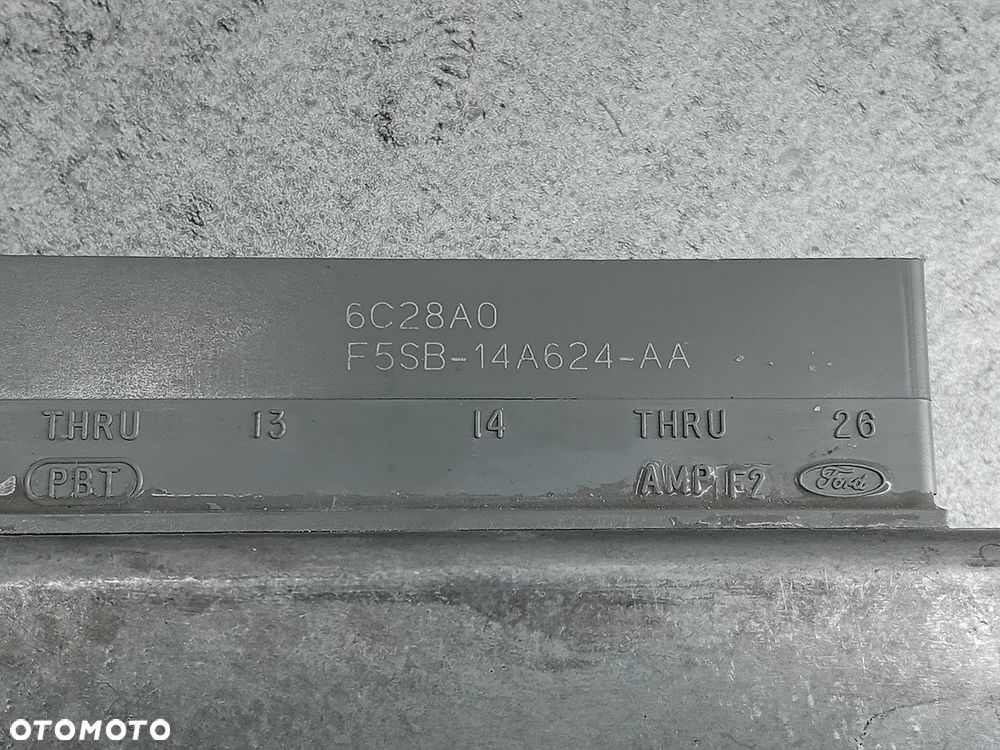 6C28A0
F5SB-14A624-AA
THRU 13 14 THRU 26
PBT AMP F2 Ford
OTOMOTO